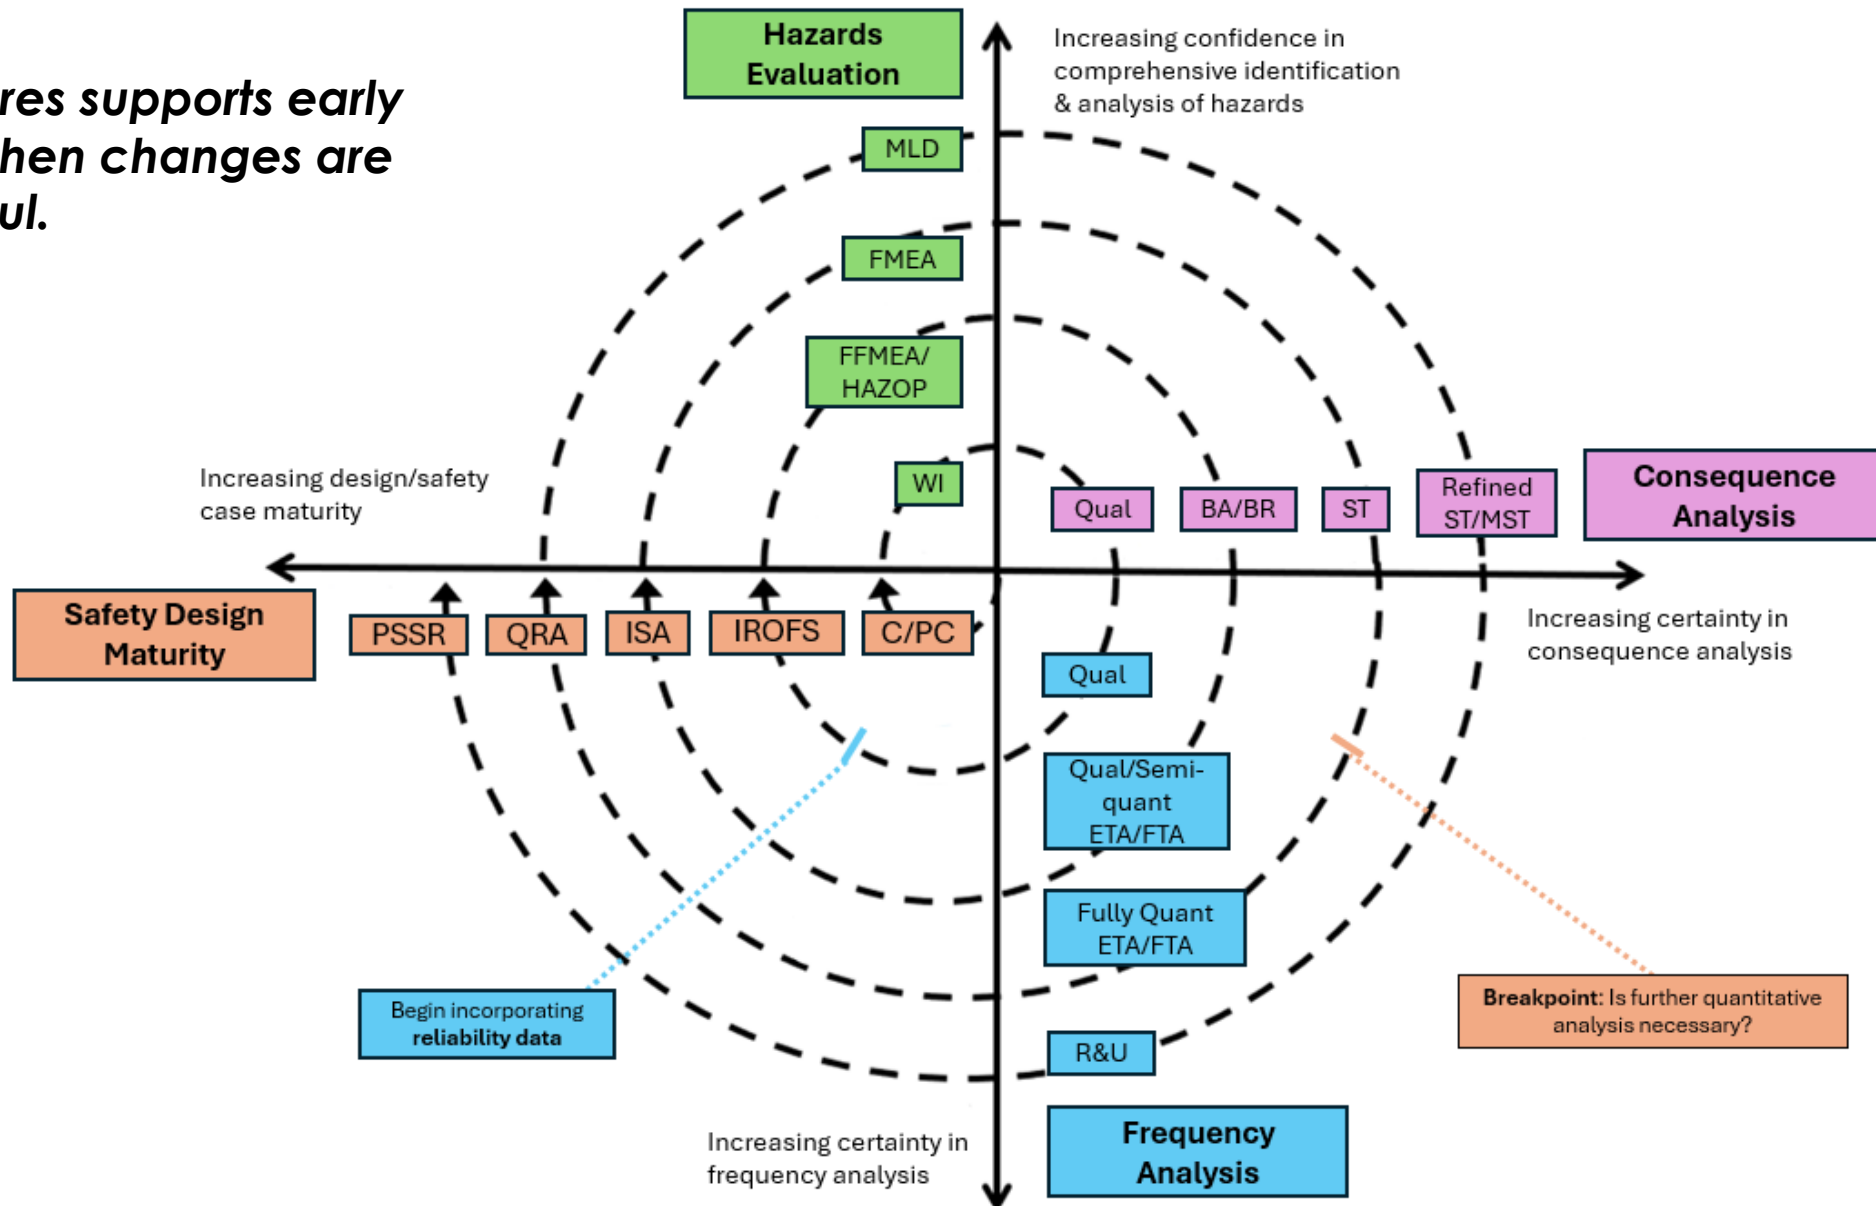 res supports early
hen changes are
ul.
Hazards
Evaluation
Increasing confidence in
comprehensive identification
& analysis of hazards
MLD
FMEA
FFMEA/
HAZOP
WI
Increasing design/safety
case maturity
Qual
BA/BR
ST
Refined
ST/MST
Consequence
Analysis
Safety Design
Maturity
PSSR
QRA
ISA
IROFS
C/PC
Increasing certainty in
consequence analysis
Qual
Qual/Semi-
quant
ETA/FTA
Fully Quant
ETA/FTA
Begin incorporating
reliability data
Breakpoint: Is further quantitative
analysis necessary?
R&U
Increasing certainty in
frequency analysis
Frequency
Analysis